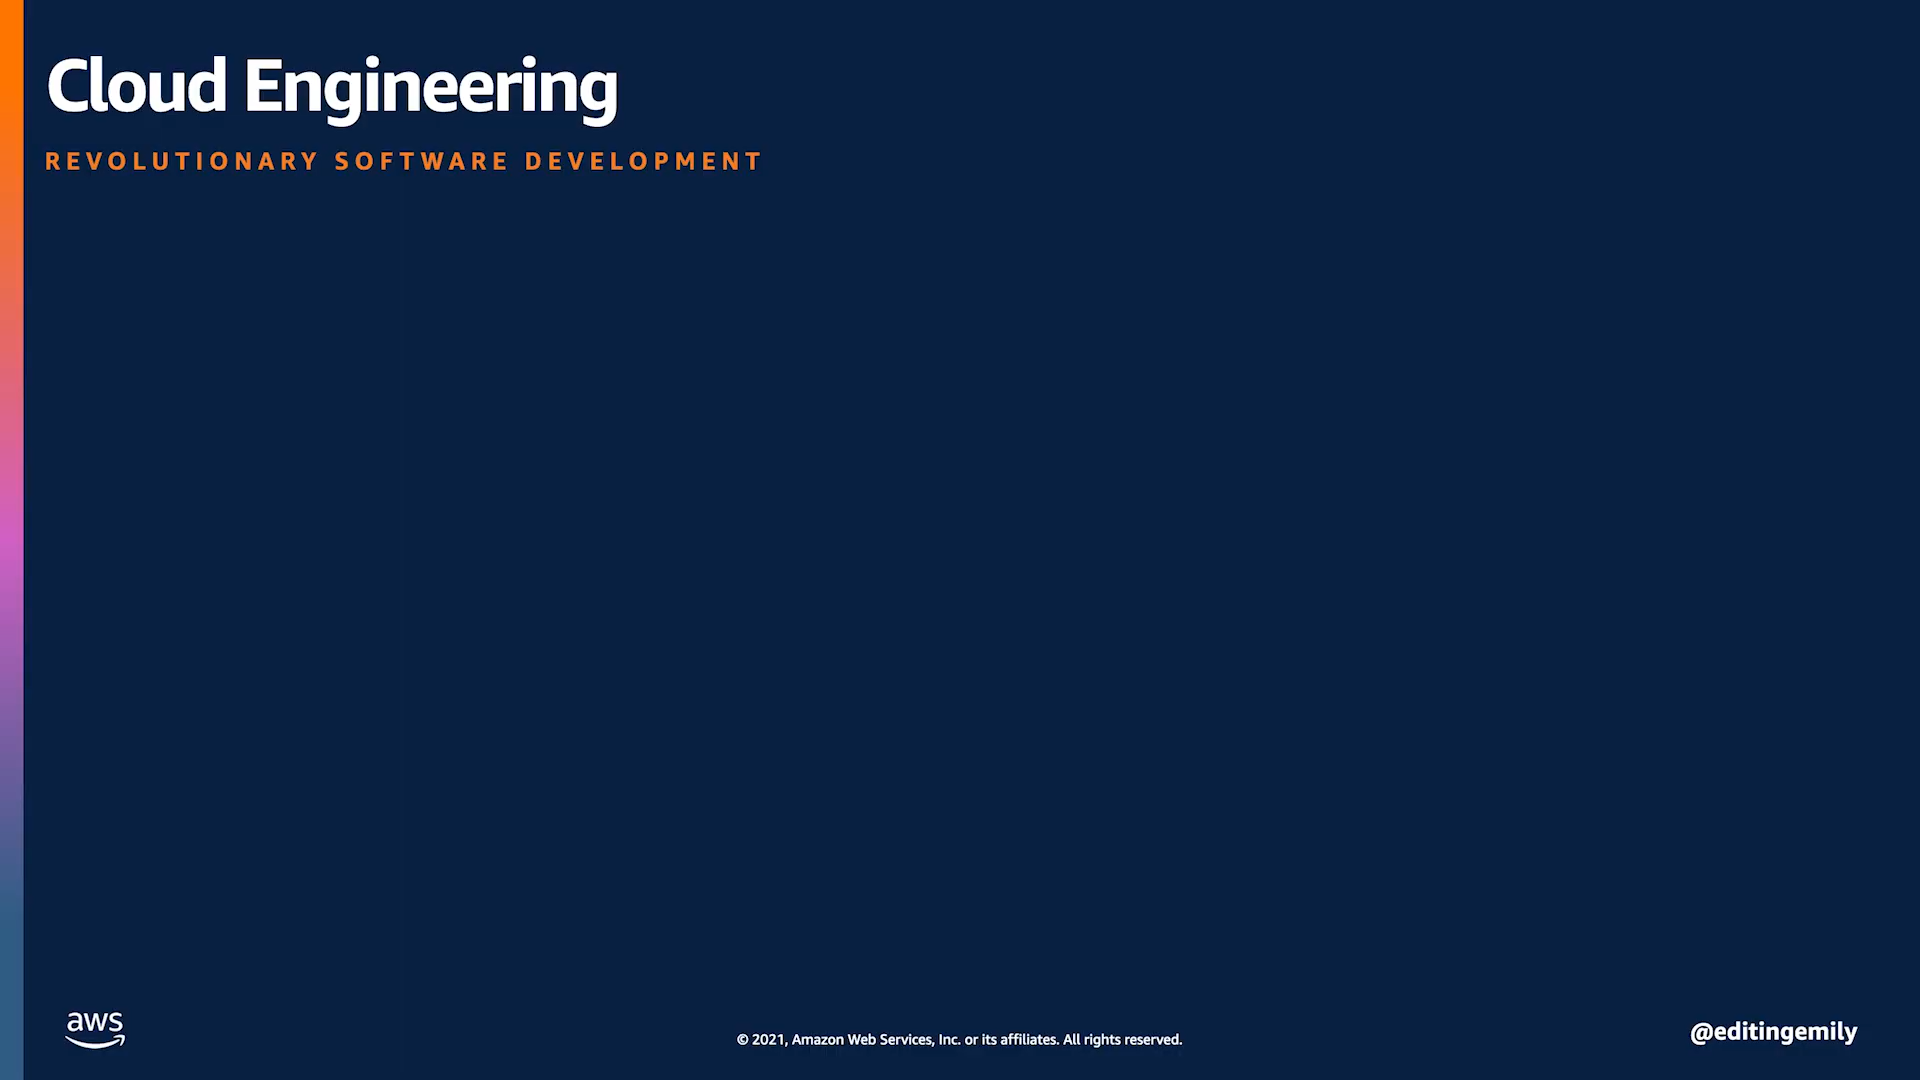 Cloud Engineering
REVOLUTIONARY SOFTWARE DEVELOPMENT
aws
© 2021, Amazon Web Services, Inc. or its affiliates. All rights reserved.
@editingemily